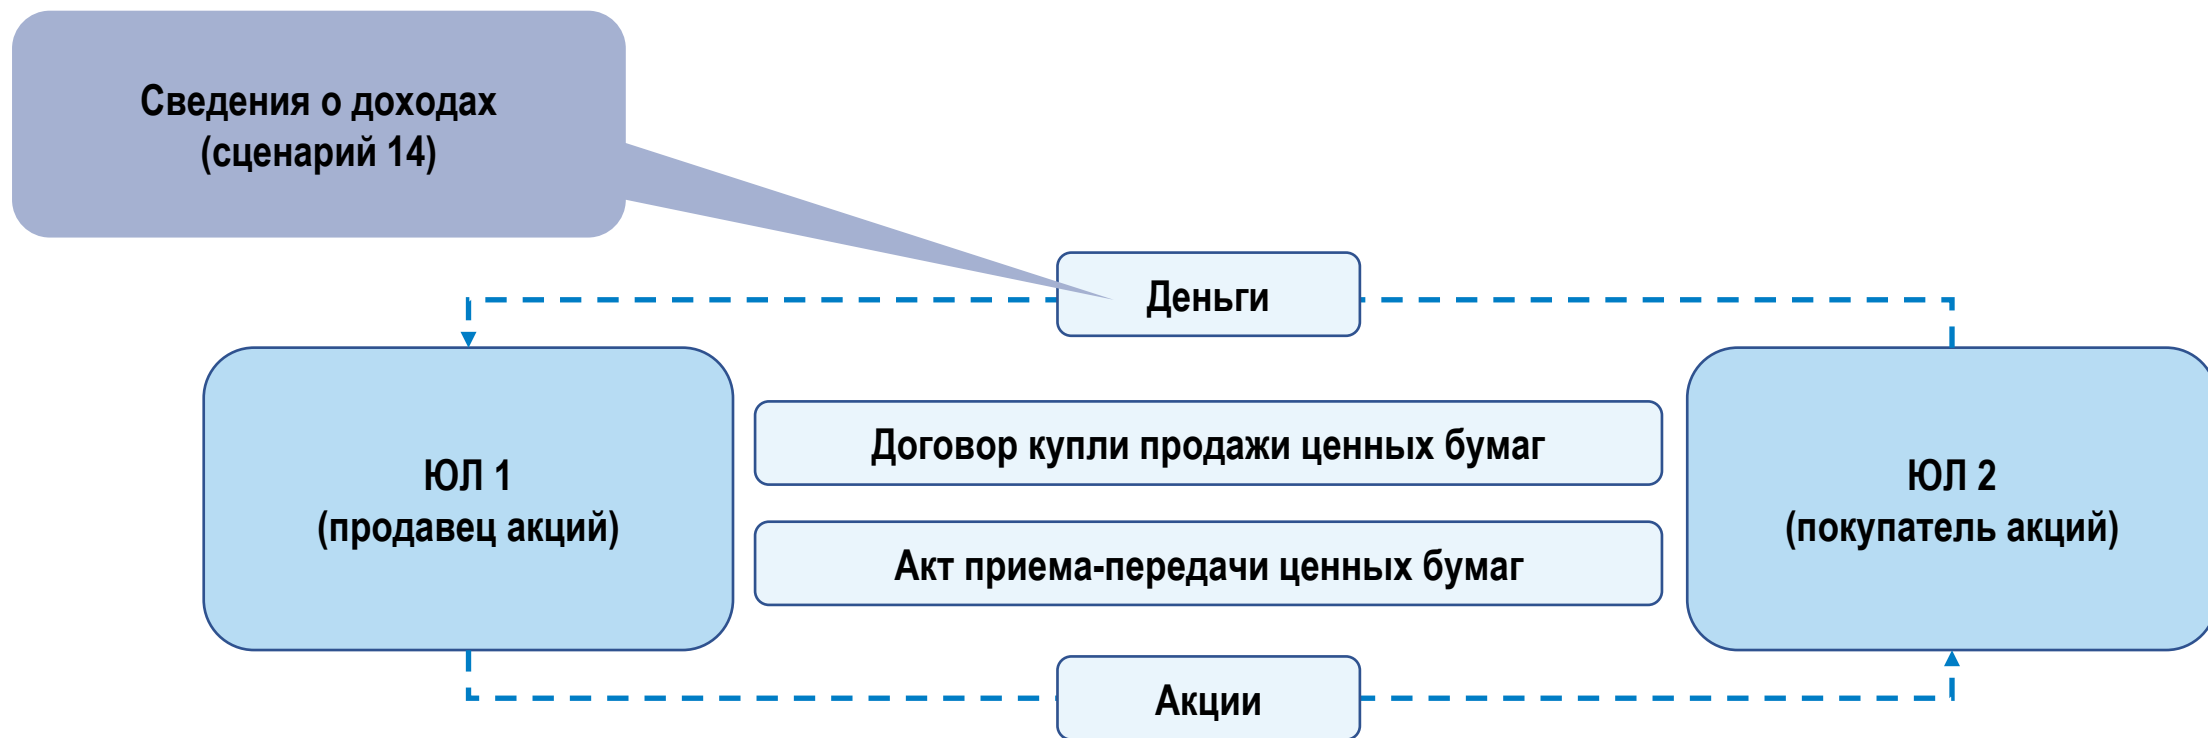 Сведения о доходах
(сценарий 14)
Деньги
ЮЛ 1
(продавец акций)
Договор купли продажи ценных бумаг
Акт приема-передачи ценных бумаг
ЮЛ 2
(покупатель акций)
Акции